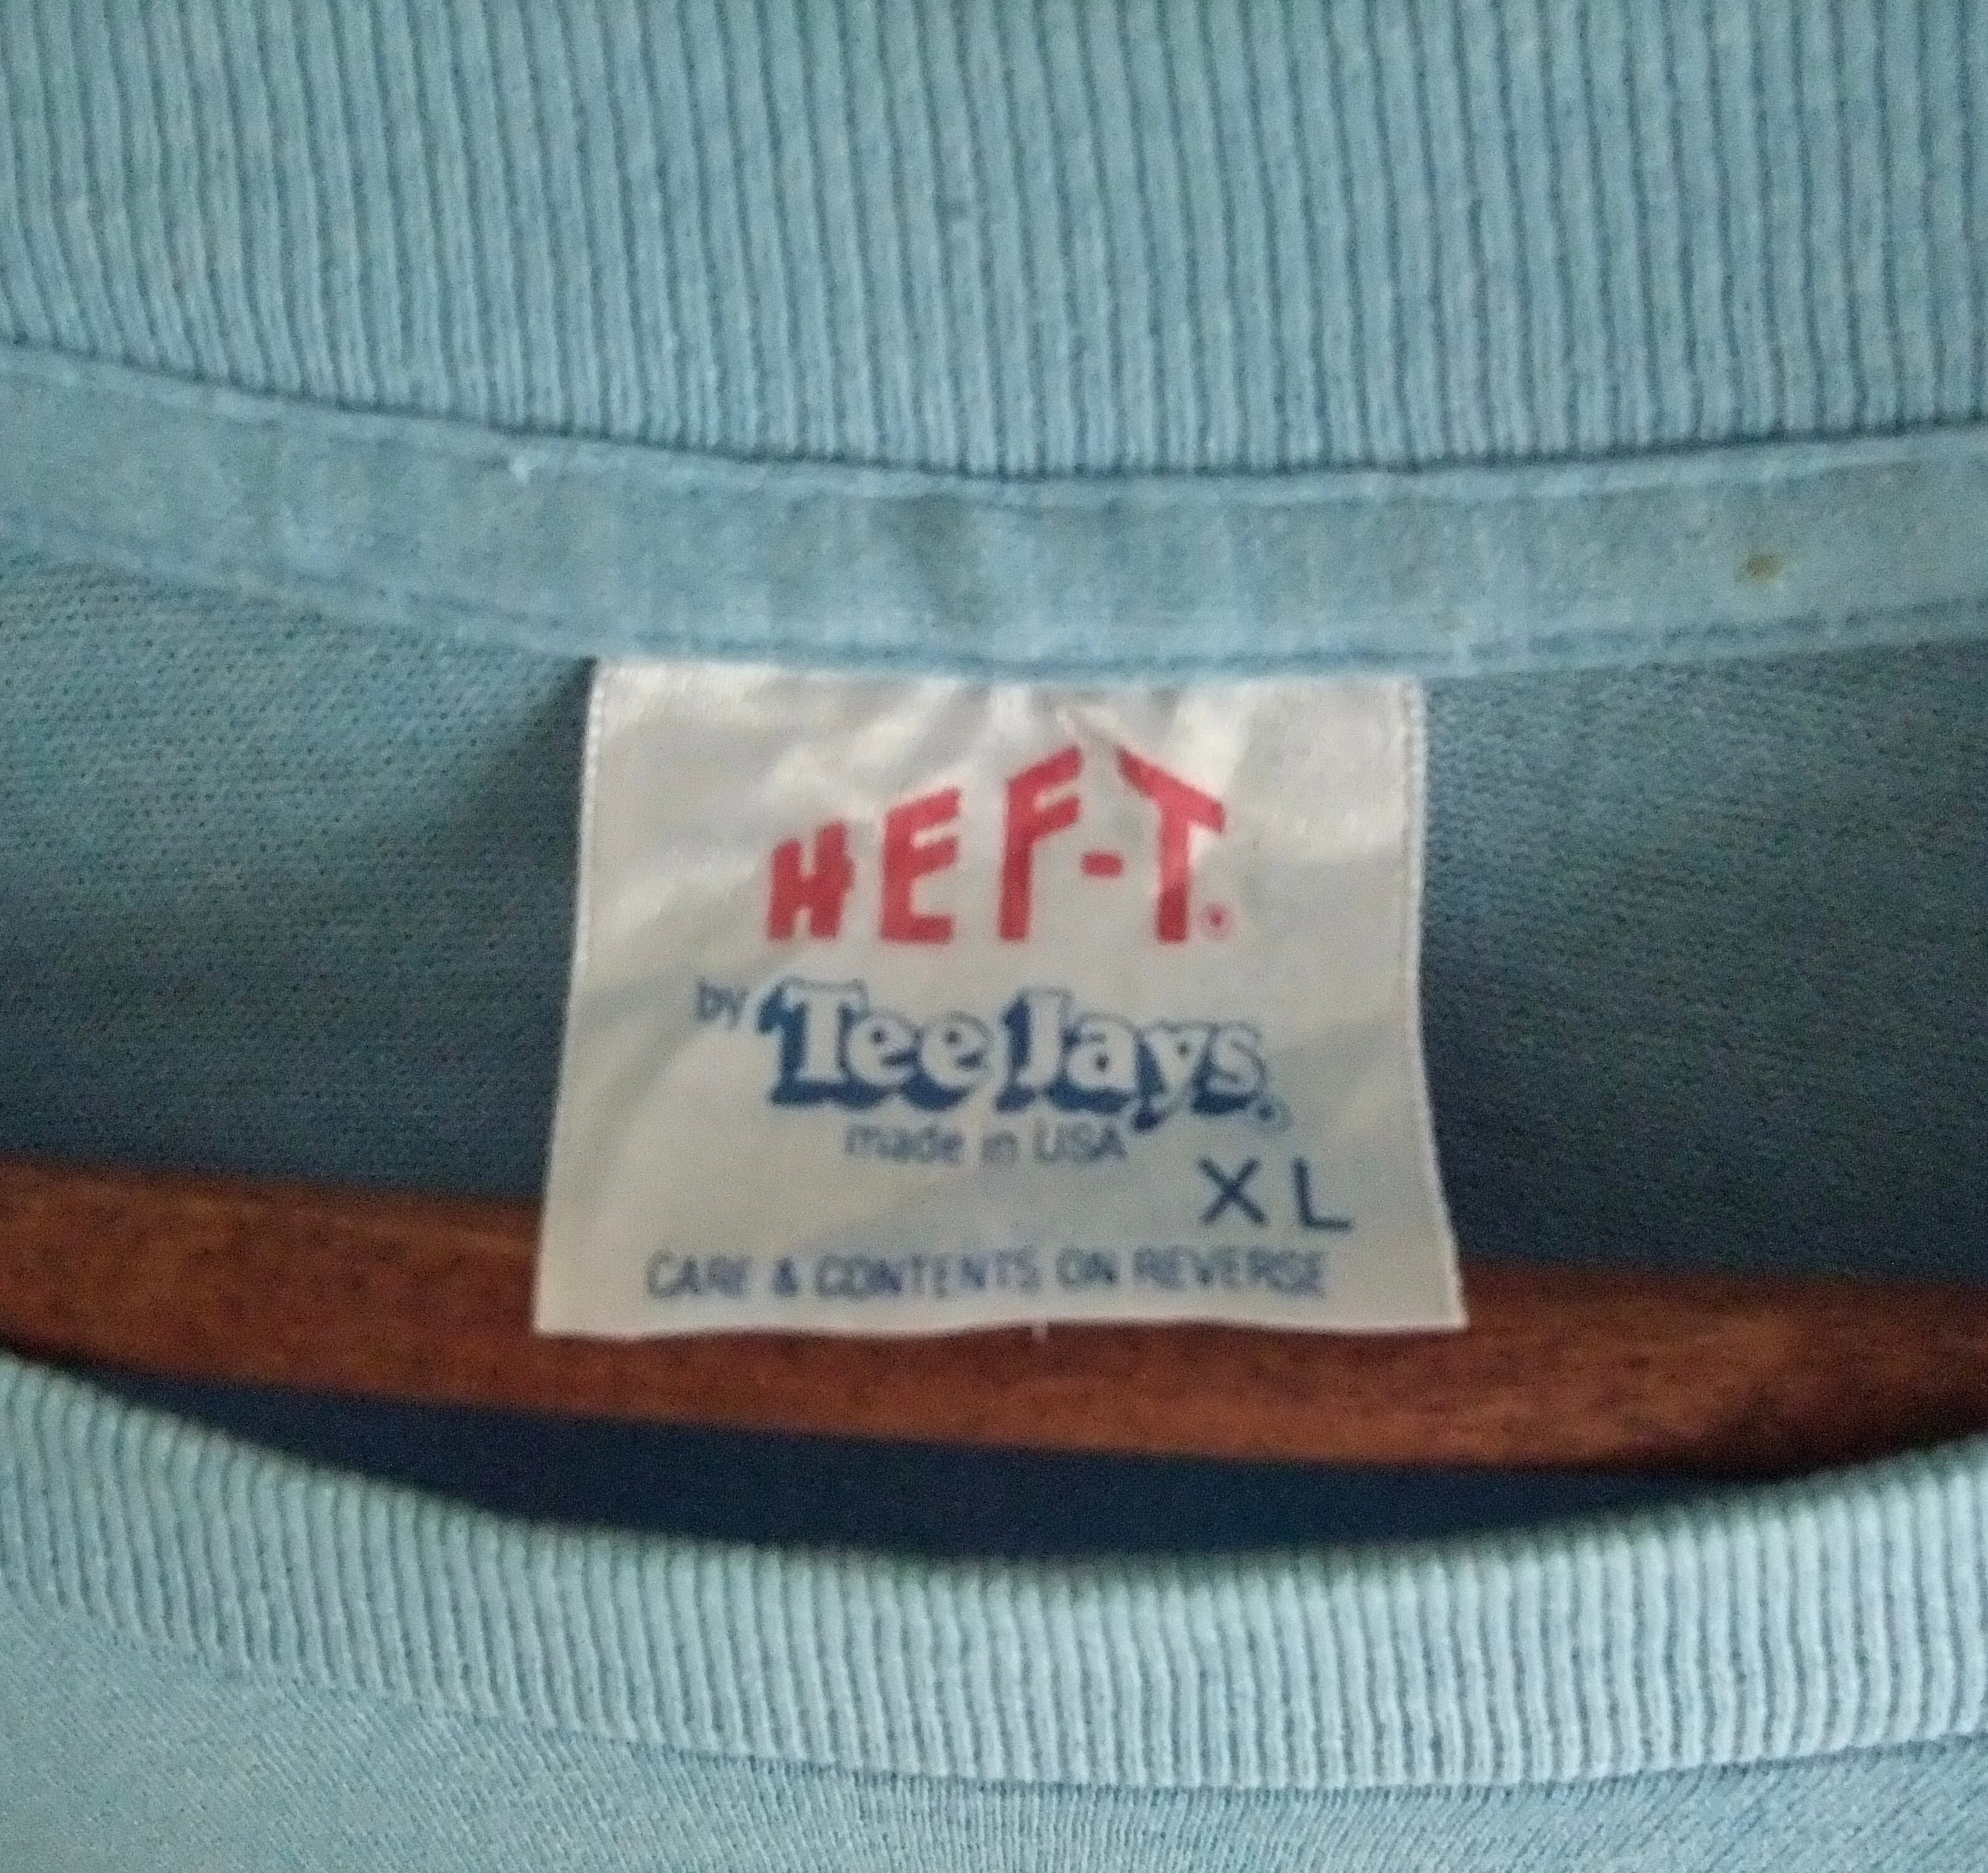 HEF-T®
by Tee Jays®
made in USA
XL
CARE & CONTENTS ON REVERSE